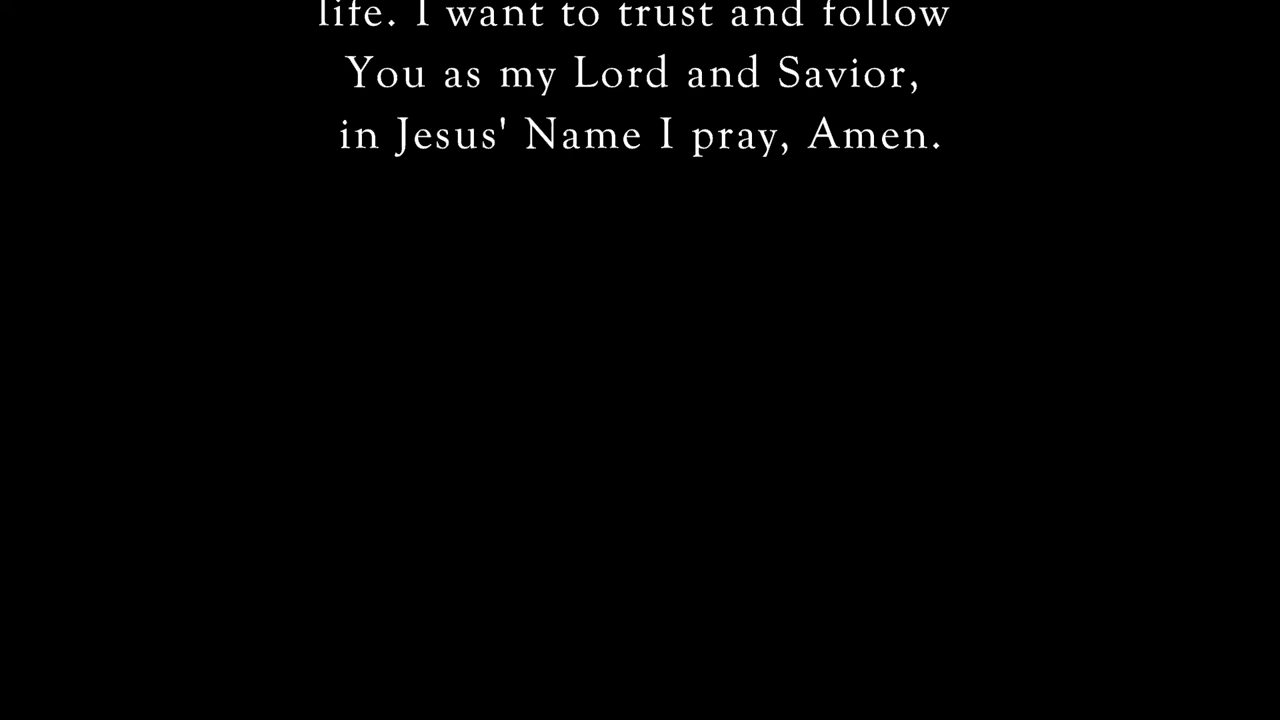 life. I want to trust and follow
You as my Lord and Savior,
in Jesus' Name I pray, Amen.